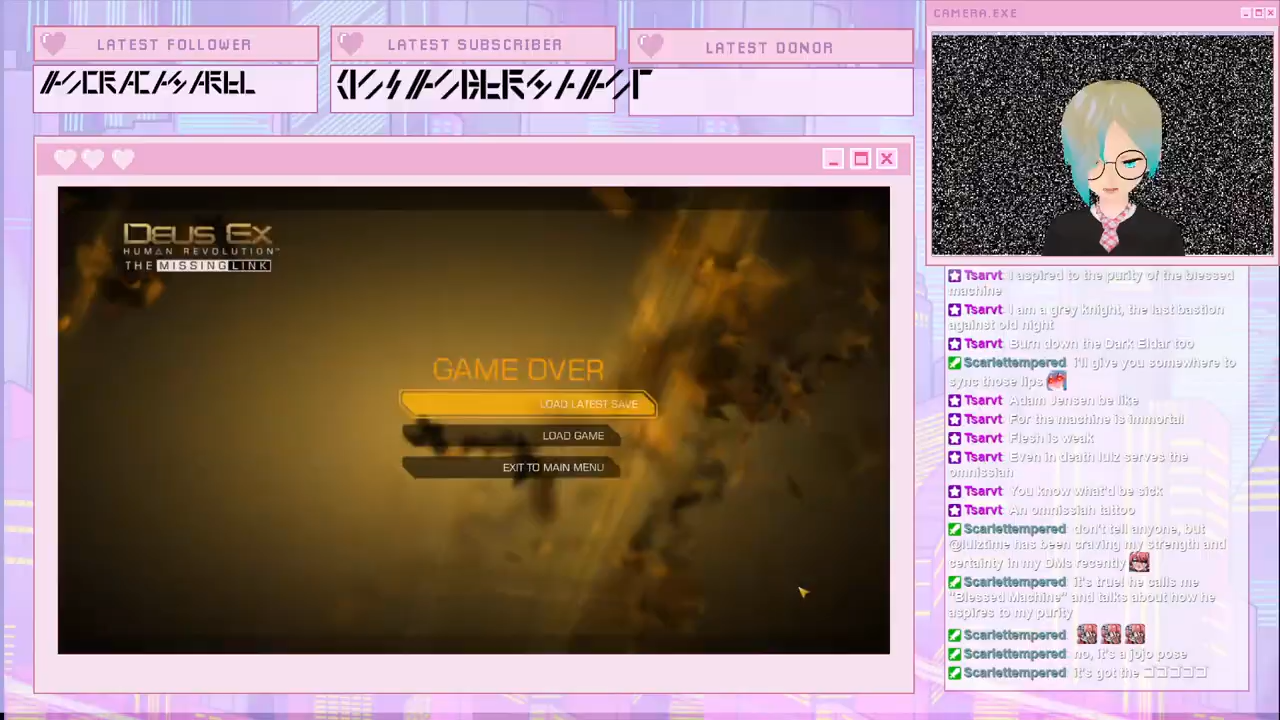 LATEST FOLLOWER
LATEST SUBSCRIBER
LATEST DONOR
CAMERA.EXE
DEUS EX
HUMAN REVOLUTION™
THE MISSING LINK
GAME OVER
LOAD LATEST SAVE
LOAD GAME
EXIT TO MAIN MENU
Tsarvt I aspired to the purity of the blessed
machine
Tsarvt I am a grey knight, the last bastion
against old night
Tsarvt Burn down the Dark Eldar too
Scarlettempered i'll give you somewhere to
sync those lips
Tsarvt Adam Jensen be like
Tsarvt For the machine is immortal
Tsarvt Flesh is weak
Tsarvt Even in death lulz serves the
omnissian
Tsarvt You know what'd be sick
Tsarvt An omnissian tattoo
Scarlettempered don't tell anyone, but
@lulztime has been craving my strength and
certainty in my DMs recently
Scarlettempered it's true! he calls me
"Blessed Machine" and talks about how he
aspires to my purity
Scarlettempered
Scarlettempered no, it's a jojo pose
Scarlettempered it's got the ゴゴゴゴゴ